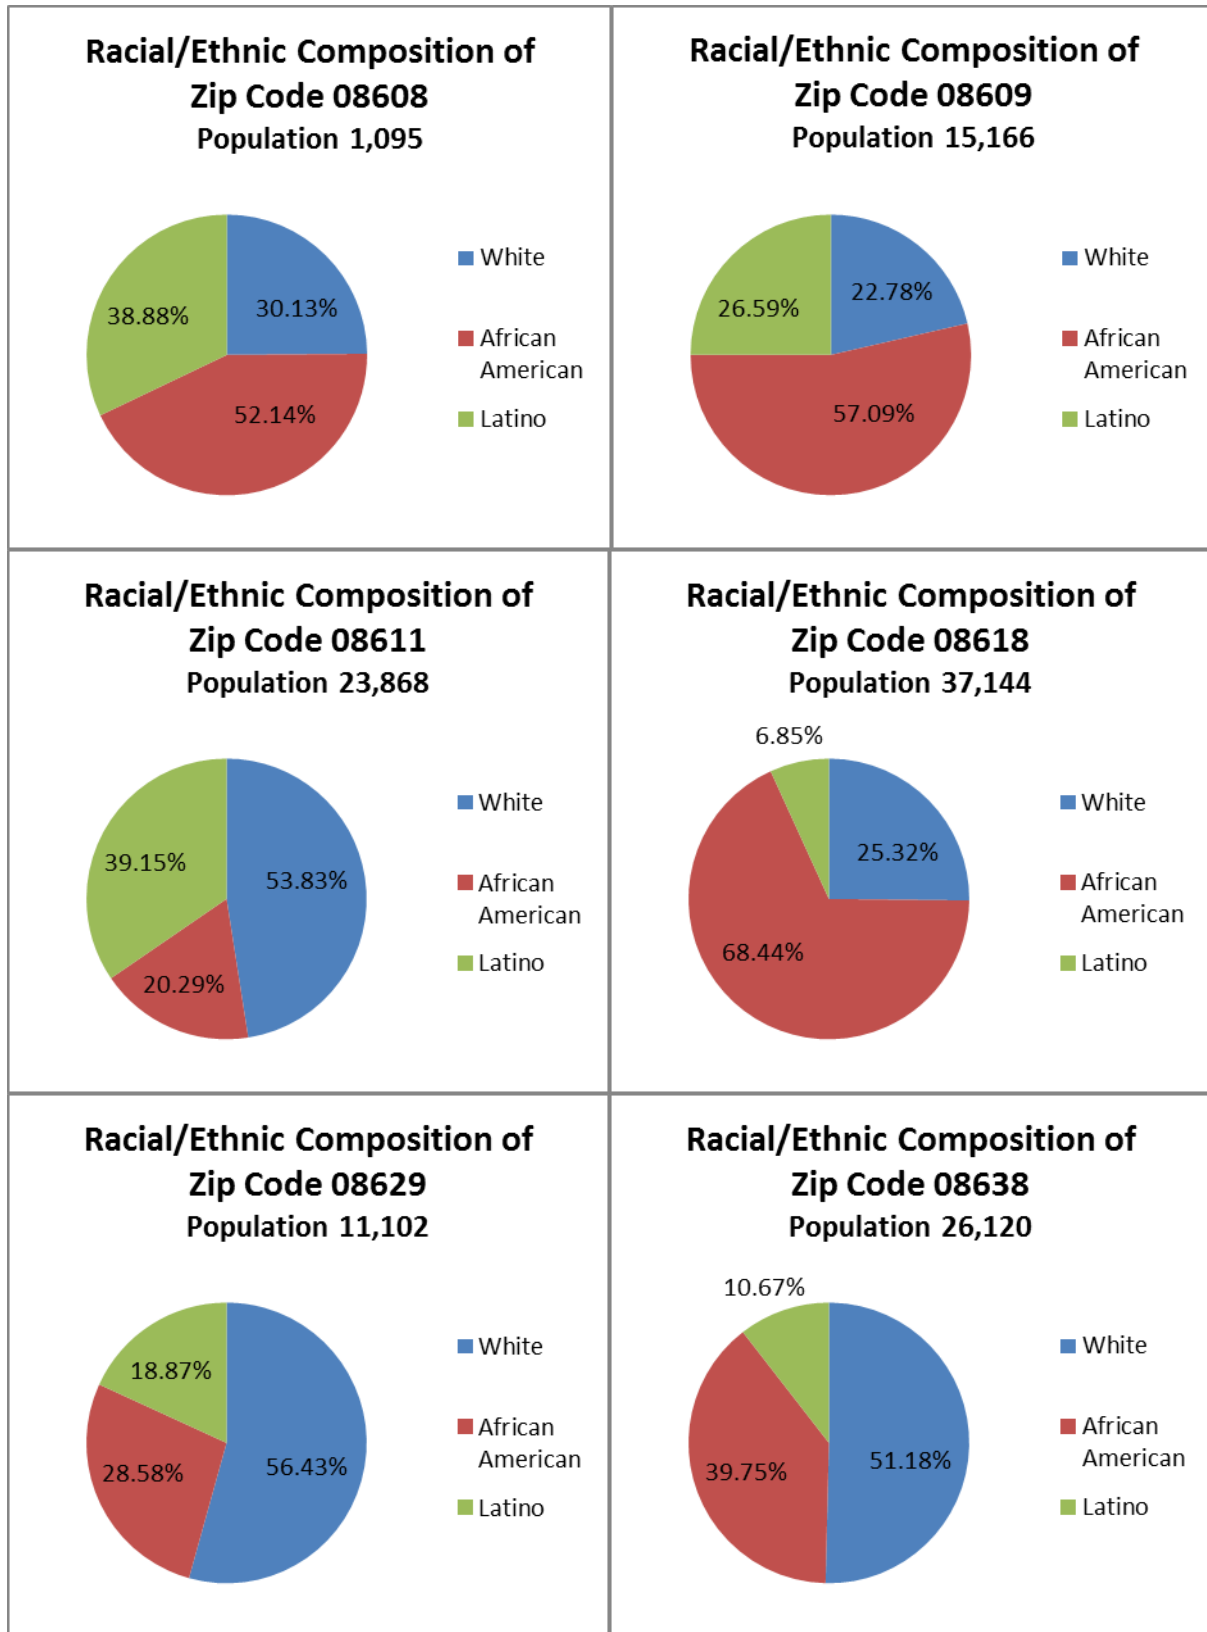 Racial/Ethnic Composition of
Zip Code 08608
Population 1,095
38.88%
30.13%
52.14%
White
African
American
Latino
Racial/Ethnic Composition of
Zip Code 08609
Population 15,166
26.59%
22.78%
57.09%
White
African
American
Latino
Racial/Ethnic Composition of
Zip Code 08611
Population 23,868
39.15%
53.83%
20.29%
White
African
American
Latino
Racial/Ethnic Composition of
Zip Code 08618
Population 37,144
6.85%
25.32%
68.44%
White
African
American
Latino
Racial/Ethnic Composition of
Zip Code 08629
Population 11,102
18.87%
28.58%
56.43%
White
African
American
Latino
Racial/Ethnic Composition of
Zip Code 08638
Population 26,120
10.67%
39.75%
51.18%
White
African
American
Latino